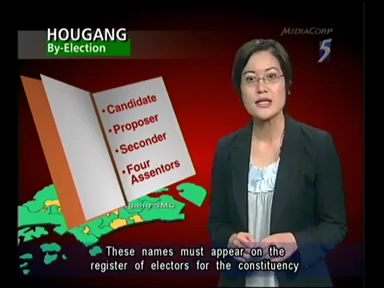 HOUGANG
By-Election
MEDIACORP
5
• Candidate
• Proposer
• Seconder
• Four
Assentors
These names must appear on the
register of electors for the constituency